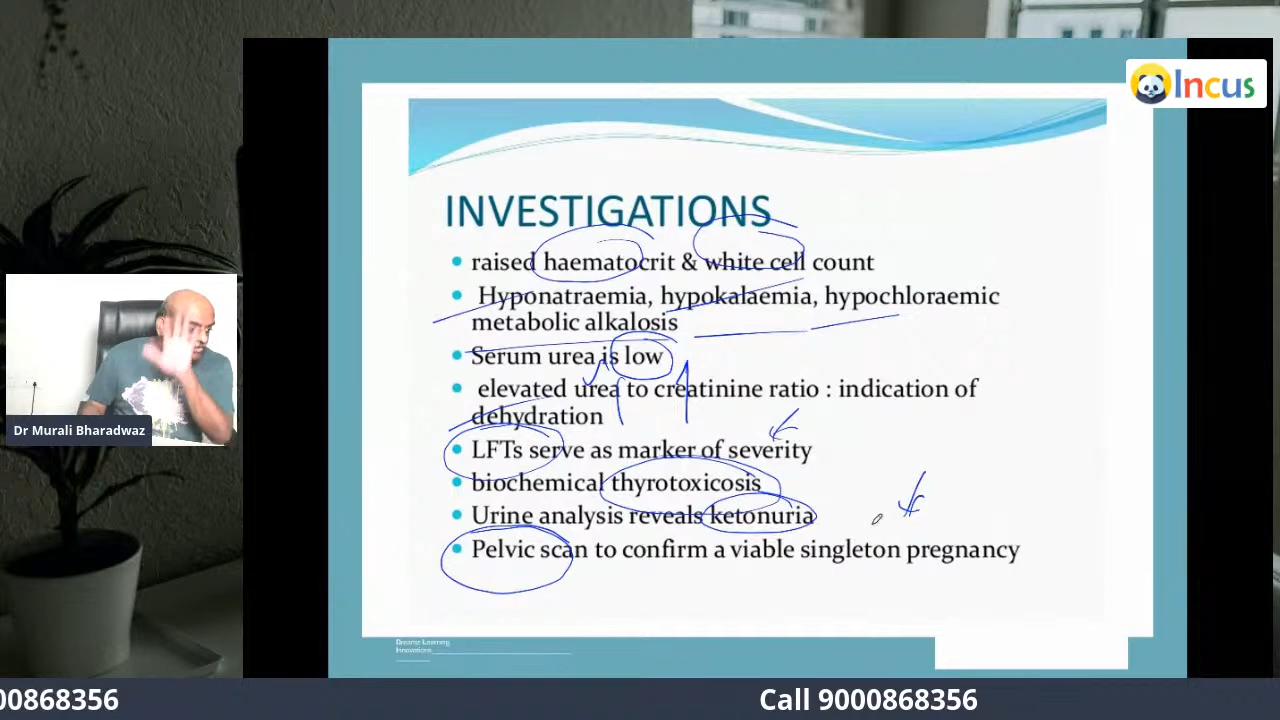 Incus
INVESTIGATIONS
raised haematocrit & white cell count
Hyponatraemia, hypokalaemia, hypochloraemic
metabolic alkalosis
Serum urea is low
elevated urea to creatinine ratio : indication of
dehydration
LFTs serve as marker of severity
biochemical thyrotoxicosis
Urine analysis reveals ketonuria
Pelvic scan to confirm a viable singleton pregnancy
Dr Murali Bharadwaz
Learning
Innovations
00868356
Call 9000868356